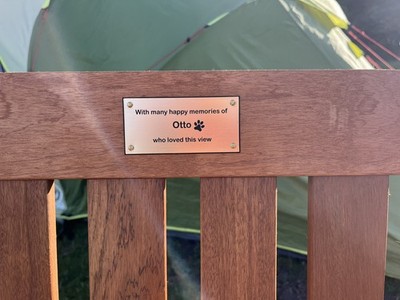 With many happy memories of
Otto
who loved this view